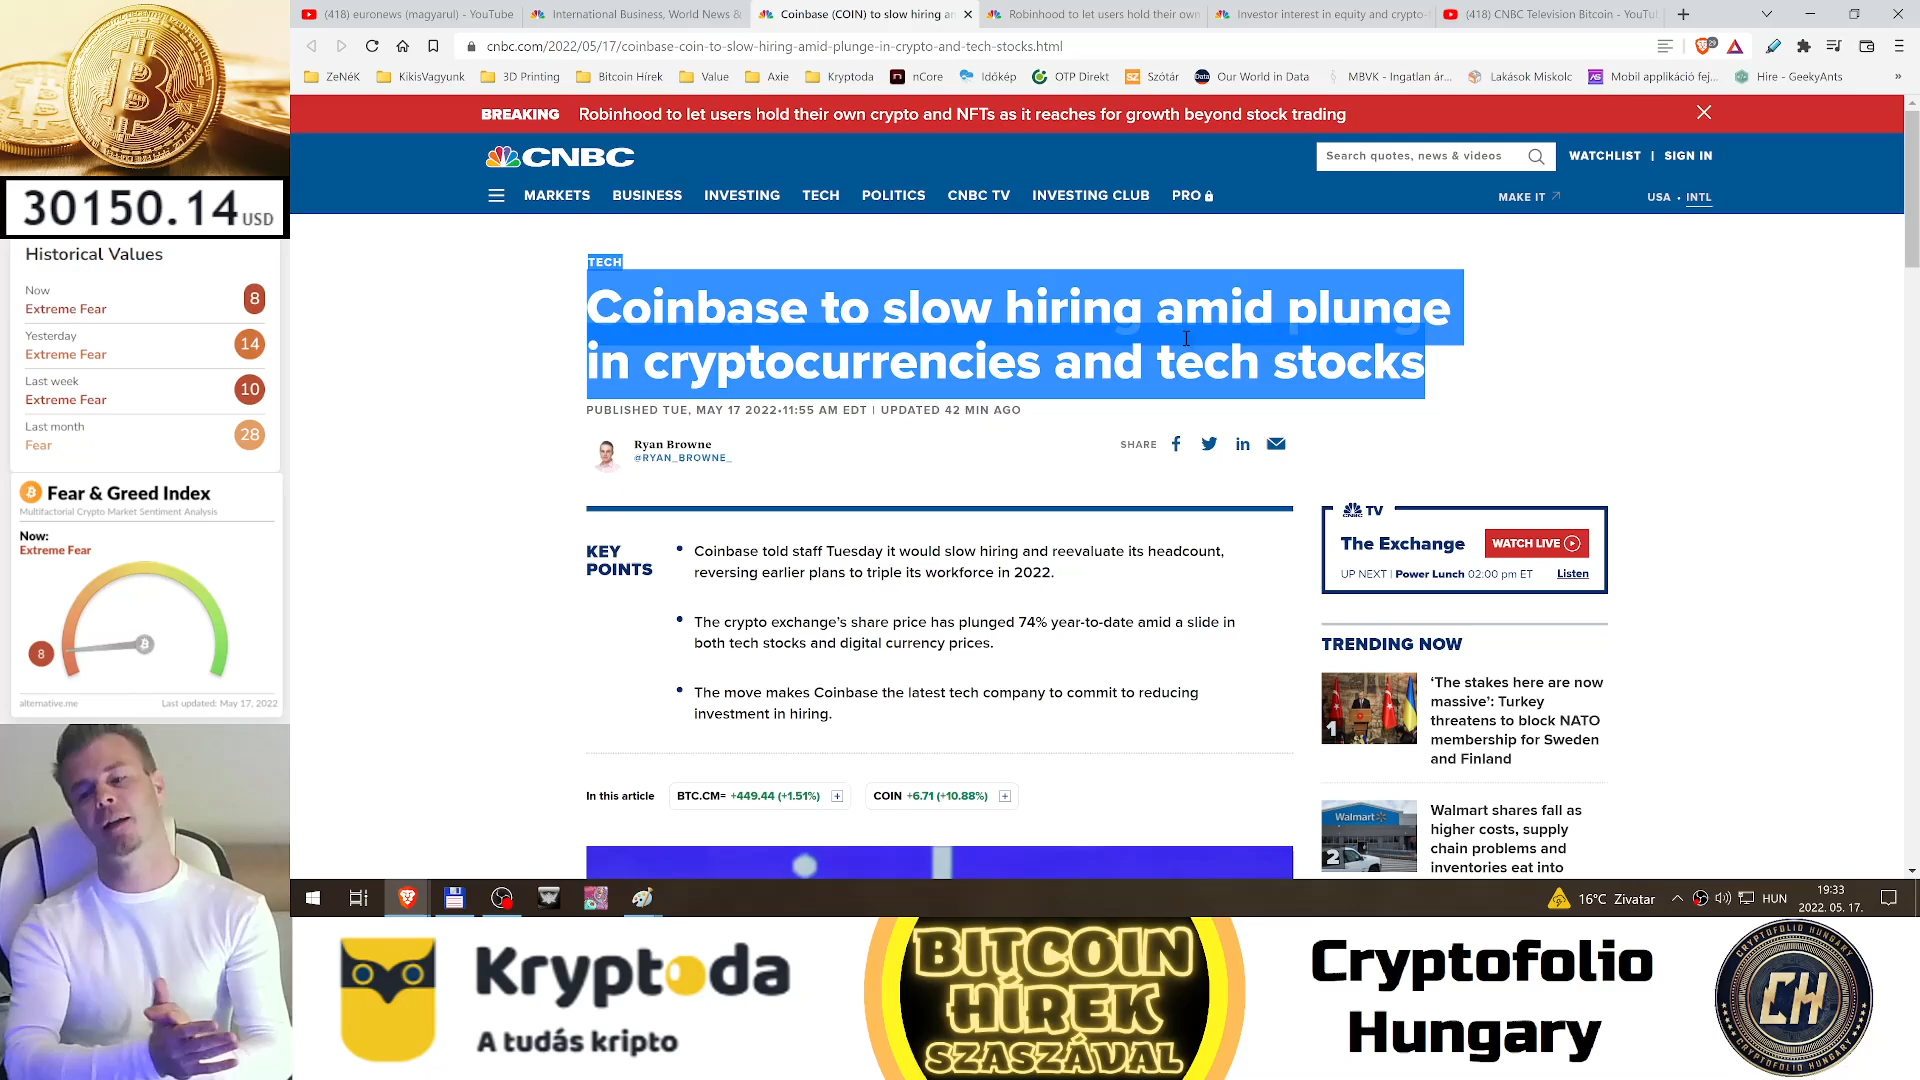 (418) euronews (magyarul) - YouTube
International Business, World News &
Coinbase (COIN) to slow hiring a
Robinhood to let users hold their own
Investor interest in equity and crypto-
(418) CNBC Television Bitcoin - YouTu
cnbc.com/2022/05/17/coinbase-coin-to-slow-hiring-amid-plunge-in-crypto-and-tech-stocks.html
ZeNéK
KikisVagyunk
3D Printing
Bitcoin Hírek
Value
Axie
Kryptoda
nCore
Időkép
OTP Direkt
Szótár
Our World in Data
MBVK - Ingatlan ár...
Lakások Miskolc
Mobil applikáció fej...
Hire - GeekyAnts
»
BREAKING Robinhood to let users hold their own crypto and NFTs as it reaches for growth beyond stock trading
CNBC
Search quotes, news & videos
WATCHLIST | SIGN IN
MARKETS BUSINESS INVESTING TECH POLITICS CNBC TV INVESTING CLUB PRO
MAKE IT
USA • INTL
30150.14 USD
Historical Values
Now
Extreme Fear
8
Yesterday
Extreme Fear
14
Last week
Extreme Fear
10
Last month
Fear
28
Fear & Greed Index
Multifactorial Crypto Market Sentiment Analysis
Now:
Extreme Fear
8
alternative.me
Last updated: May 17, 2022
TECH
Coinbase to slow hiring amid plunge
in cryptocurrencies and tech stocks
PUBLISHED TUE, MAY 17 2022•11:55 AM EDT | UPDATED 42 MIN AGO
Ryan Browne
@RYAN_BROWNE_
SHARE
KEY
POINTS
• Coinbase told staff Tuesday it would slow hiring and reevaluate its headcount,
reversing earlier plans to triple its workforce in 2022.
• The crypto exchange's share price has plunged 74% year-to-date amid a slide in
both tech stocks and digital currency prices.
• The move makes Coinbase the latest tech company to commit to reducing
investment in hiring.
In this article
BTC.CM= +449.44 (+1.51%)
COIN +6.71 (+10.88%)
CNBC TV
The Exchange
WATCH LIVE
UP NEXT | Power Lunch 02:00 pm ET
Listen
TRENDING NOW
1
'The stakes here are now
massive': Turkey
threatens to block NATO
membership for Sweden
and Finland
Walmart
2
Walmart shares fall as
higher costs, supply
chain problems and
inventories eat into
16°C Zivatar
HUN
19:33
2022. 05. 17.
Kryptoda
A tudás kripto
BITCOIN
HÍREK
SZASZÁVAL
Cryptofolio
Hungary
CRYPTOFOLIO HUNGARY
CH
CRYPTOFOLIO HUNGARY